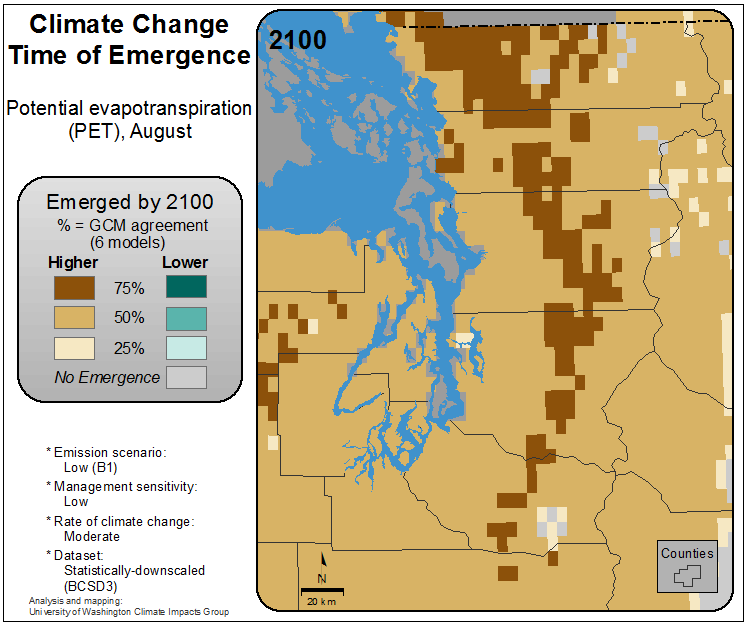 Climate Change
Time of Emergence
Potential evapotranspiration
(PET), August
Emerged by 2100
% = GCM agreement
(6 models)
Higher Lower
75%
50%
25%
No Emergence
* Emission scenario:
Low (B1)
* Management sensitivity:
Low
* Rate of climate change:
Moderate
* Dataset:
Statistically-downscaled
(BCSD3)
Analysis and mapping:
University of Washington Climate Impacts Group
2100
N
20 km
Counties